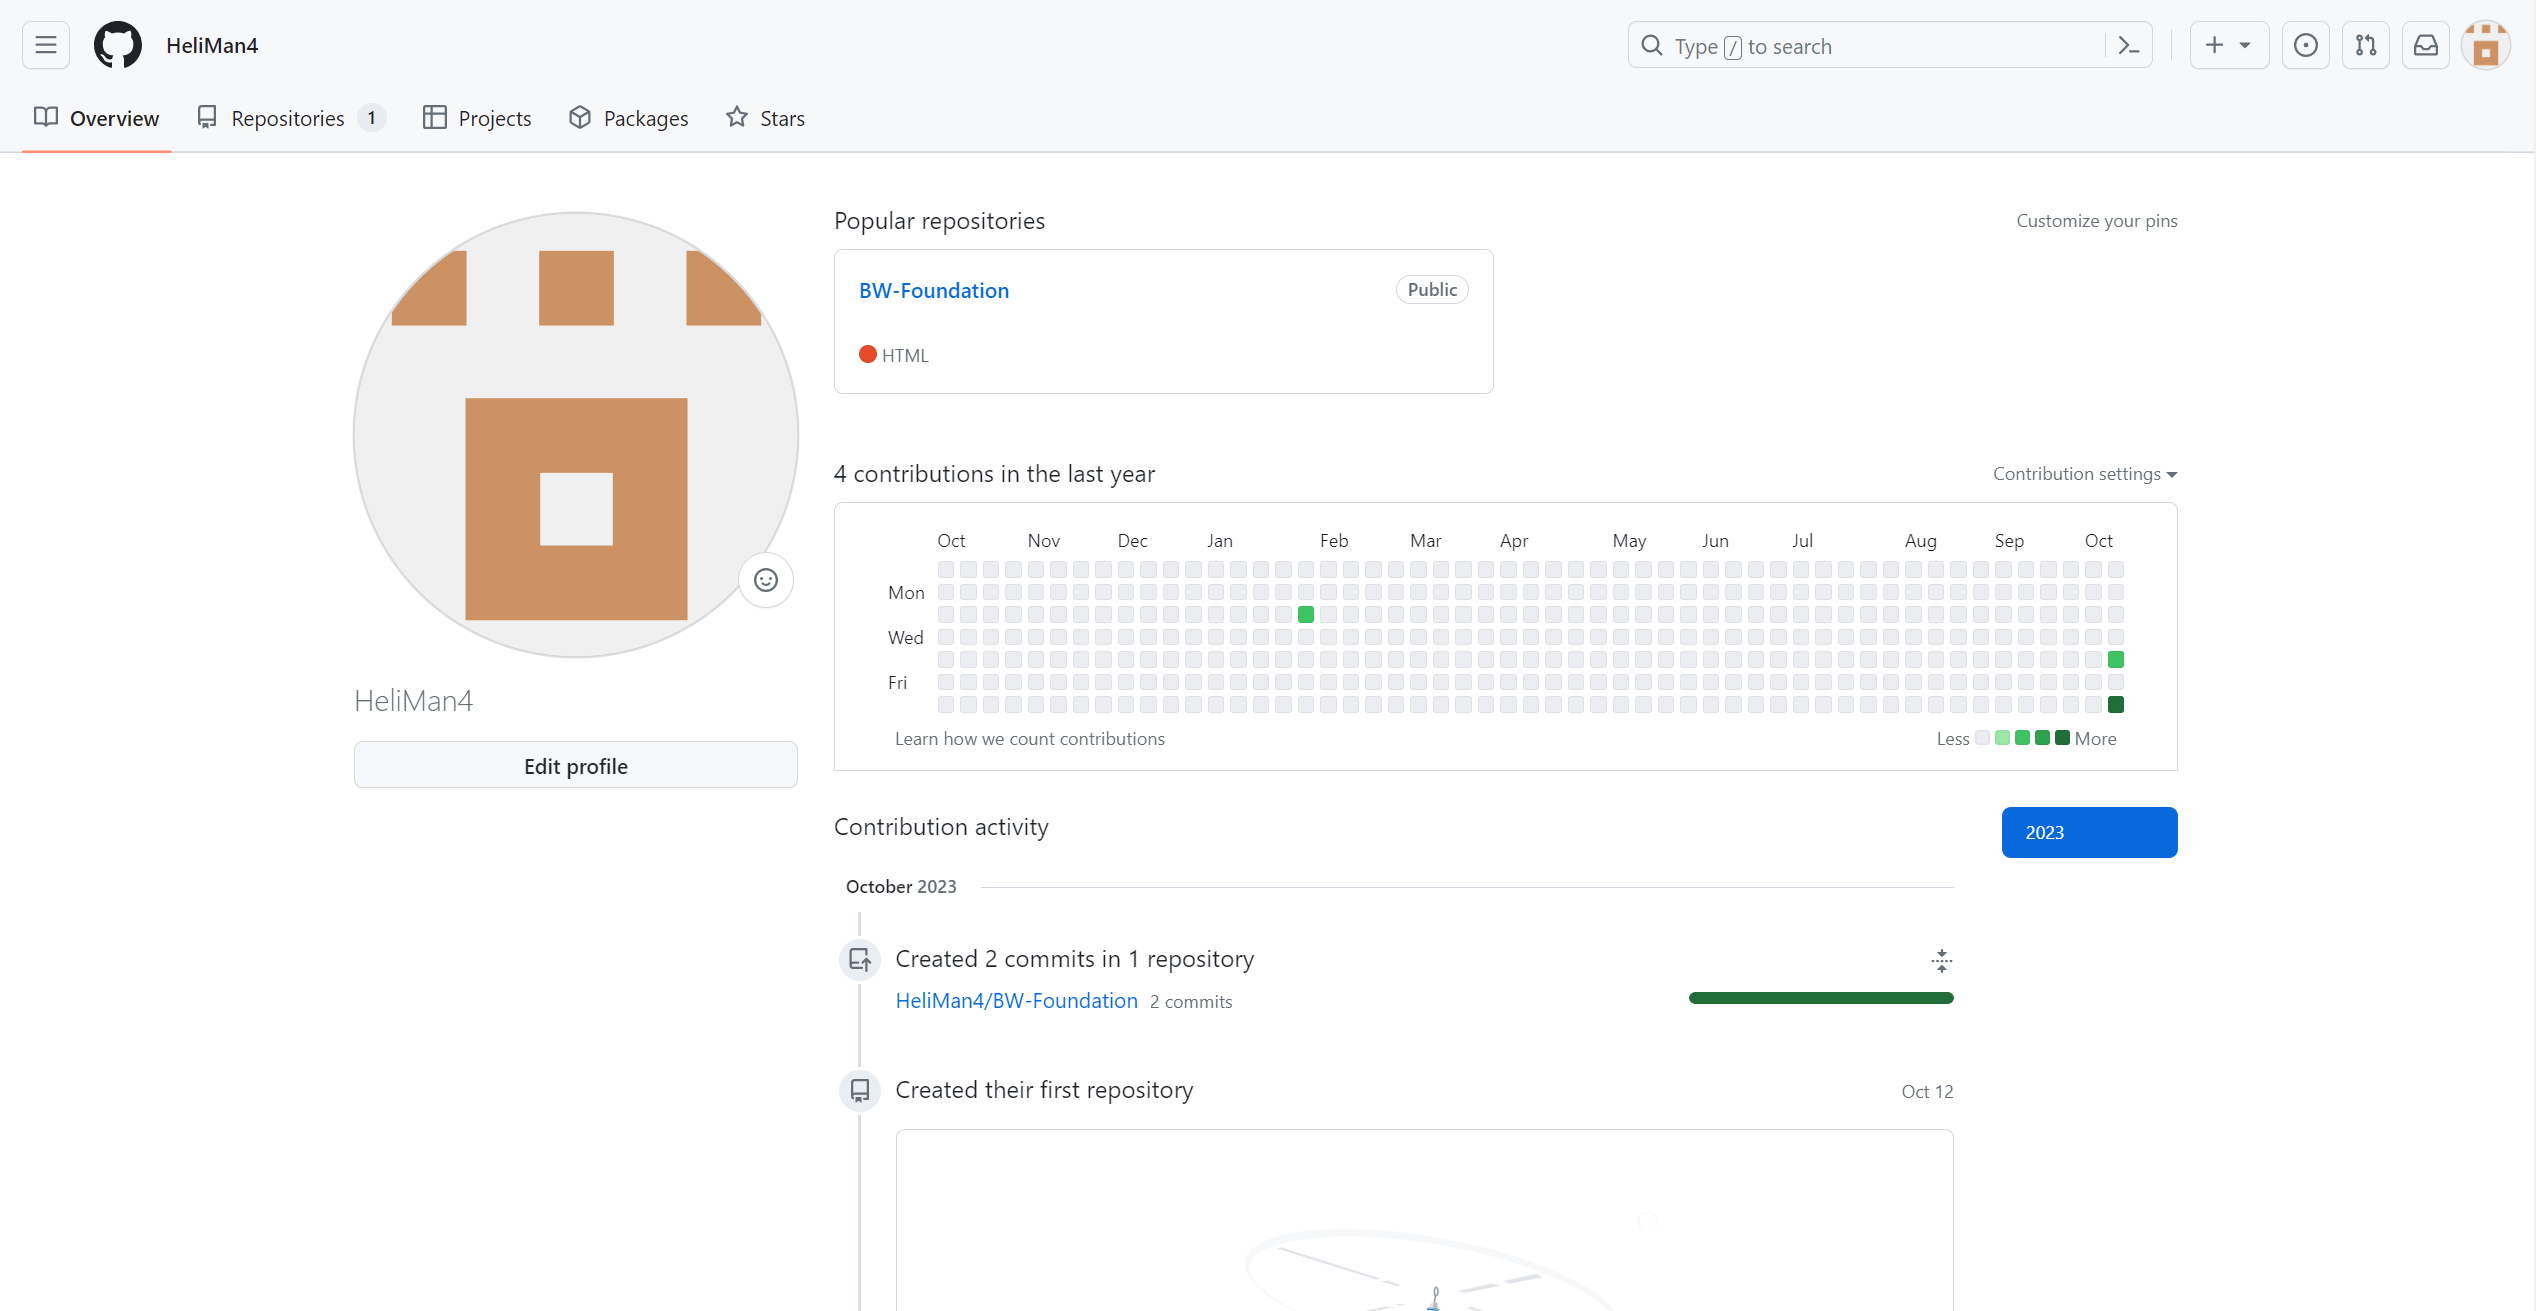 HeliMan4
Type / to search
Overview Repositories 1 Projects Packages Stars
Popular repositories Customize your pins
BW-Foundation Public
HTML
4 contributions in the last year Contribution settings
Oct Nov Dec Jan Feb Mar Apr May Jun Jul Aug Sep Oct
Mon
Wed
Fri
Learn how we count contributions Less More
HeliMan4
Edit profile
Contribution activity 2023
October 2023
Created 2 commits in 1 repository
HeliMan4/BW-Foundation 2 commits
Created their first repository Oct 12